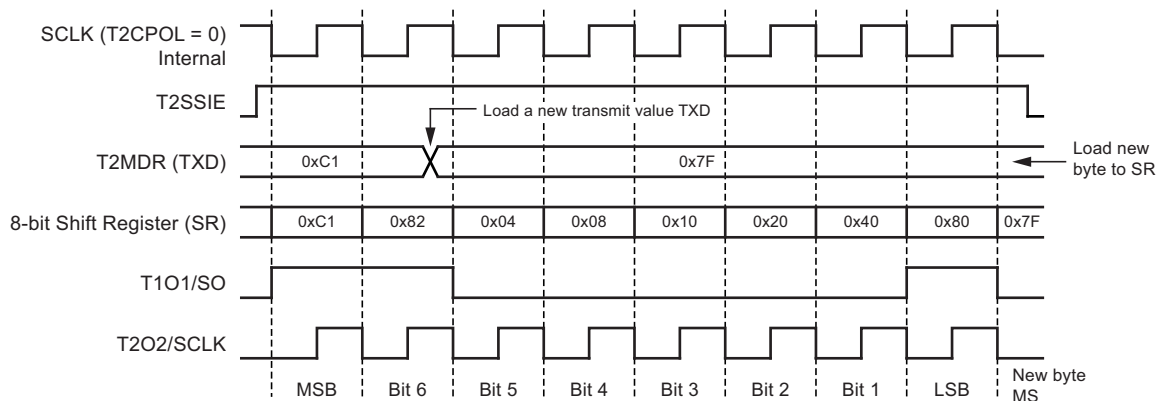 SCLK (T2CPOL = 0)
Internal
T2SSIE
Load a new transmit value TXD
T2MDR (TXD)
0xC1
0x7F
Load new
byte to SR
8-bit Shift Register (SR)
0xC1 0x82 0x04 0x08 0x10 0x20 0x40 0x80 0x7F
T1O1/SO
T2O2/SCLK
MSB Bit 6 Bit 5 Bit 4 Bit 3 Bit 2 Bit 1 LSB New byte
MS